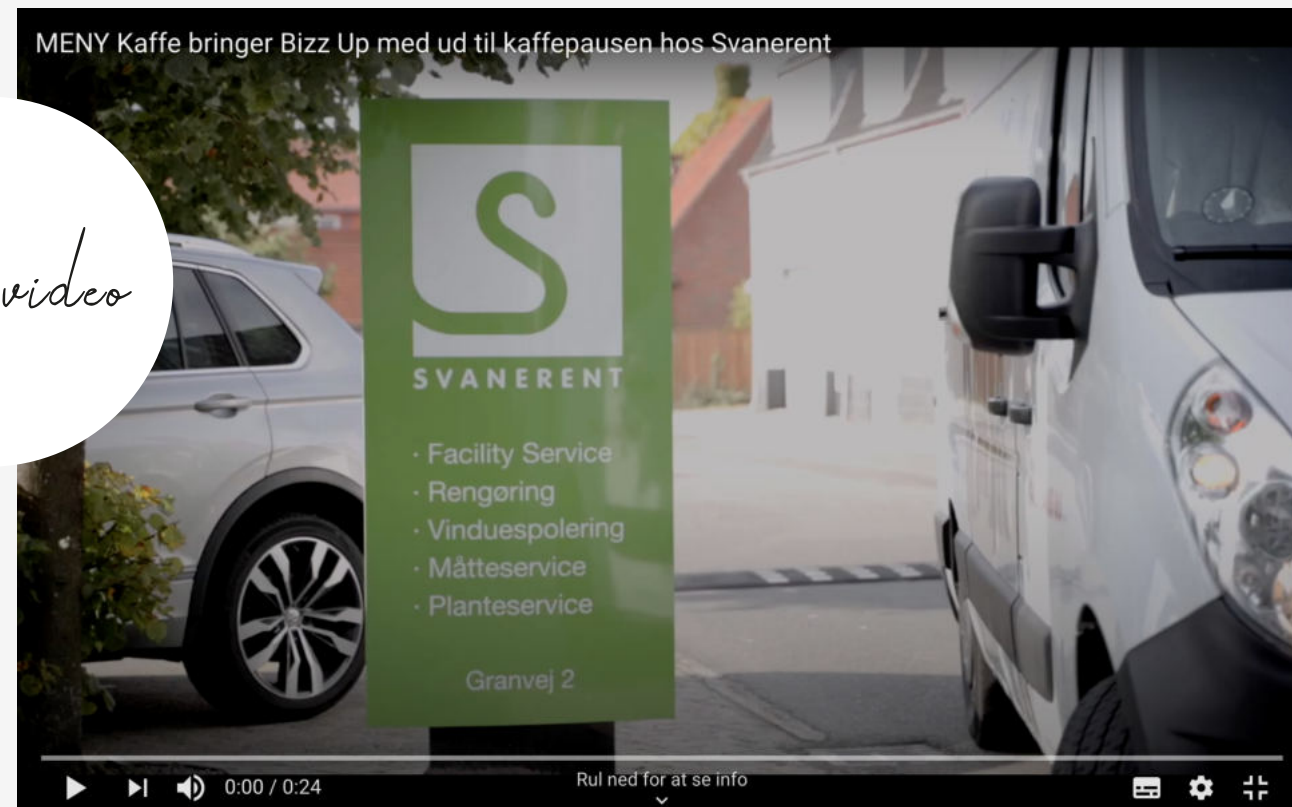 MENY Kaffe bringer Bizz Up med ud til kaffepausen hos Svanerent
video
S
SVANERENT
· Facility Service
· Rengøring
· Vinduespolering
· Måtteservice
· Planteservice
Granvej 2
0:00 / 0:24
Rul ned for at se info